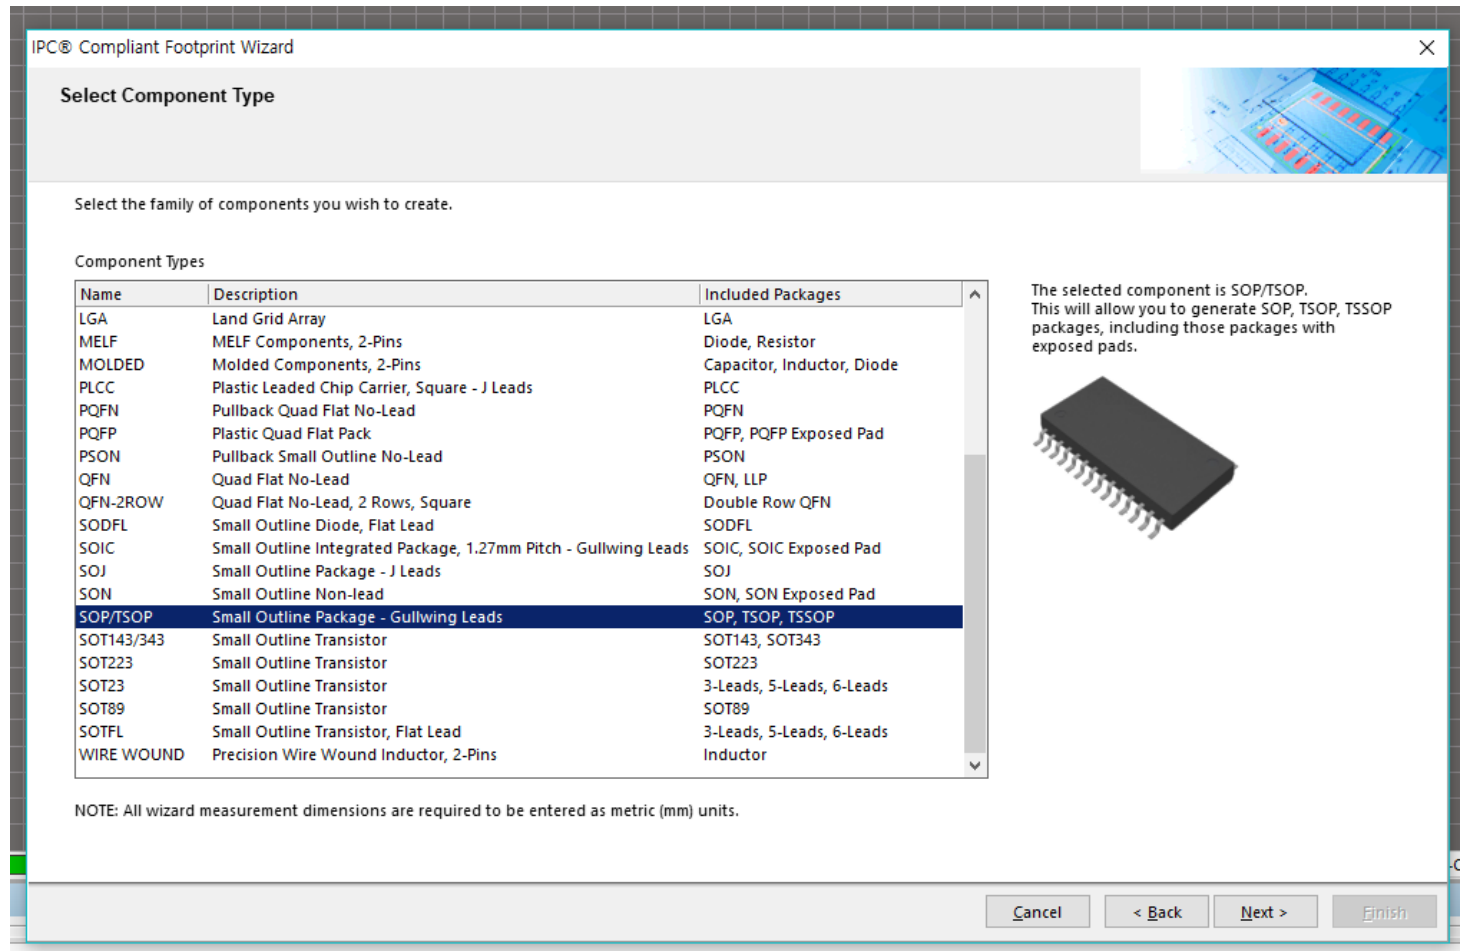 IPC® Compliant Footprint Wizard
Select Component Type
Select the family of components you wish to create.
Component Types
Name Description Included Packages
LGA Land Grid Array LGA
MELF MELF Components, 2-Pins Diode, Resistor
MOLDED Molded Components, 2-Pins Capacitor, Inductor, Diode
PLCC Plastic Leaded Chip Carrier, Square - J Leads PLCC
PQFN Pullback Quad Flat No-Lead PQFN
PQFP Plastic Quad Flat Pack PQFP, PQFP Exposed Pad
PSON Pullback Small Outline No-Lead PSON
QFN Quad Flat No-Lead QFN, LLP
QFN-2ROW Quad Flat No-Lead, 2 Rows, Square Double Row QFN
SODFL Small Outline Diode, Flat Lead SODFL
SOIC Small Outline Integrated Package, 1.27mm Pitch - Gullwing Leads SOIC, SOIC Exposed Pad
SOJ Small Outline Package - J Leads SOJ
SON Small Outline Non-lead SON, SON Exposed Pad
SOP/TSOP Small Outline Package - Gullwing Leads SOP, TSOP, TSSOP
SOT143/343 Small Outline Transistor SOT143, SOT343
SOT223 Small Outline Transistor SOT223
SOT23 Small Outline Transistor 3-Leads, 5-Leads, 6-Leads
SOT89 Small Outline Transistor SOT89
SOTFL Small Outline Transistor, Flat Lead 3-Leads, 5-Leads, 6-Leads
WIRE WOUND Precision Wire Wound Inductor, 2-Pins Inductor
The selected component is SOP/TSOP.
This will allow you to generate SOP, TSOP, TSSOP
packages, including those packages with
exposed pads.
NOTE: All wizard measurement dimensions are required to be entered as metric (mm) units.
Cancel < Back Next > Finish